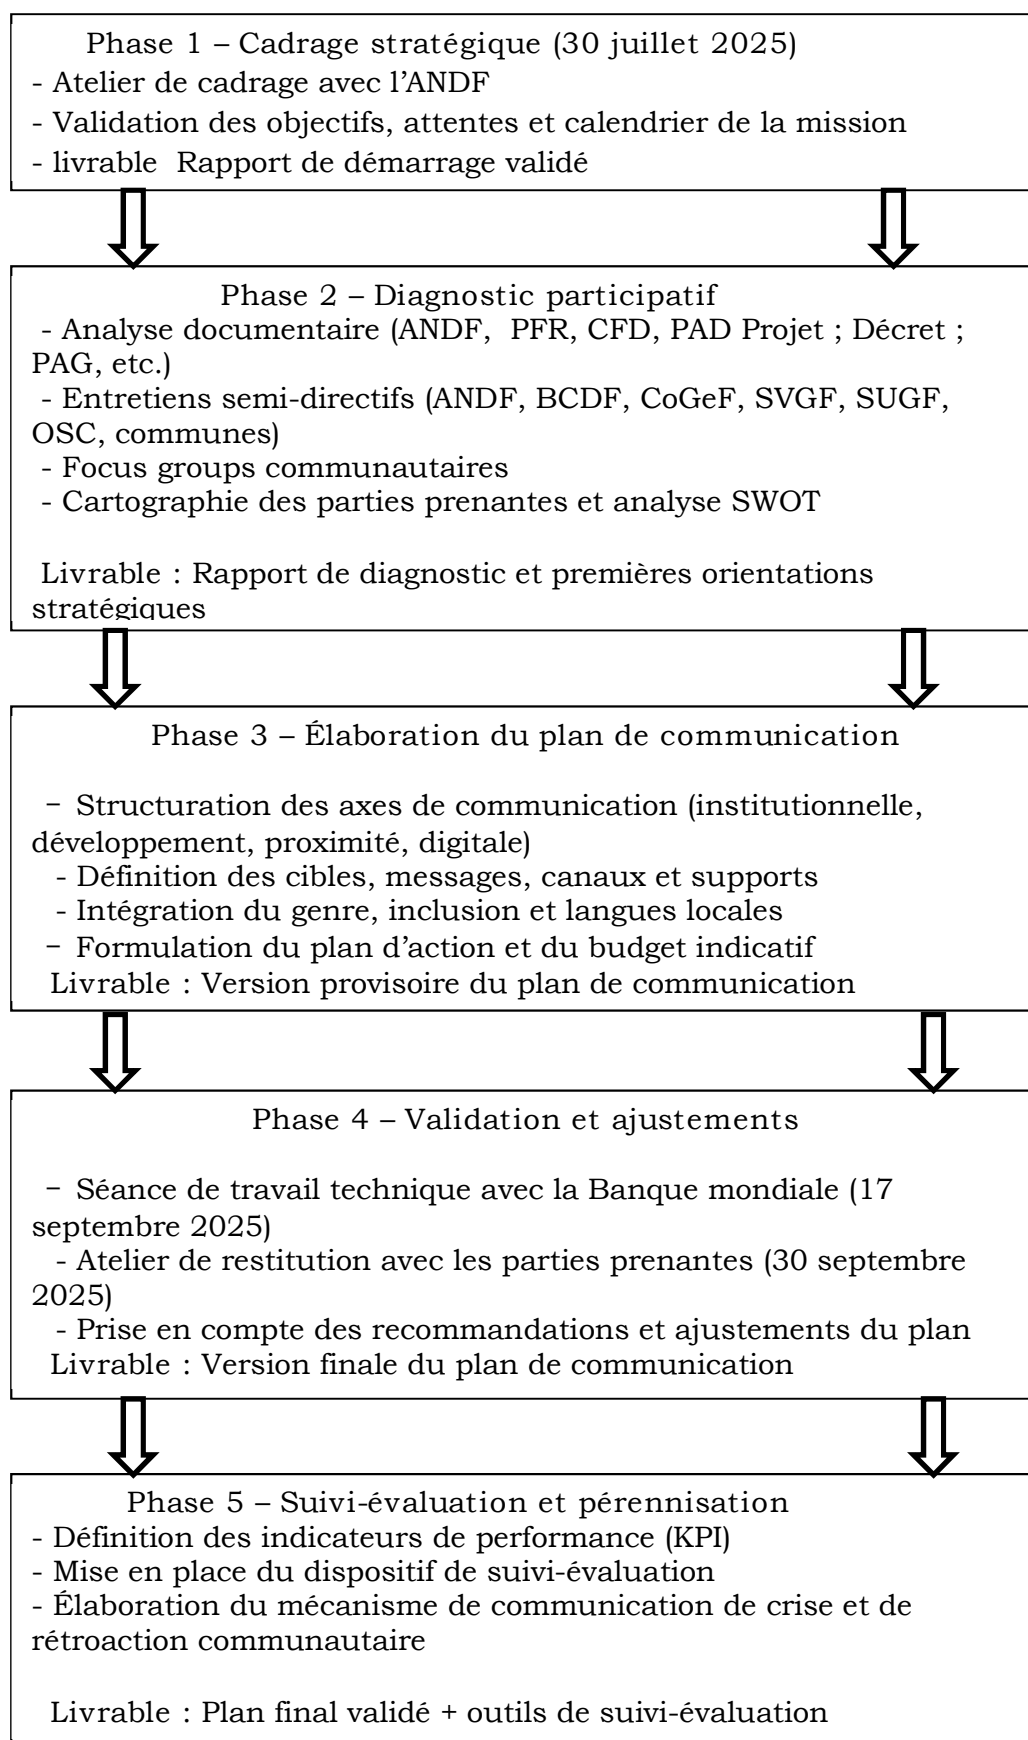 Phase 1 – Cadrage stratégique (30 juillet 2025)
- Atelier de cadrage avec l’ANDF
- Validation des objectifs, attentes et calendrier de la mission
- livrable  Rapport de démarrage validé
Phase 2 – Diagnostic participatif
- Analyse documentaire (ANDF,  PFR, CFD, PAD Projet ; Décret ;
PAG, etc.)
- Entretiens semi-directifs (ANDF, BCDF, CoGeF, SVGF, SUGF,
OSC, communes)
- Focus groups communautaires
- Cartographie des parties prenantes et analyse SWOT
Livrable : Rapport de diagnostic et premières orientations
stratégiques
Phase 3 – Élaboration du plan de communication
– Structuration des axes de communication (institutionnelle,
développement, proximité, digitale)
- Définition des cibles, messages, canaux et supports
- Intégration du genre, inclusion et langues locales
– Formulation du plan d’action et du budget indicatif
Livrable : Version provisoire du plan de communication
Phase 4 – Validation et ajustements
– Séance de travail technique avec la Banque mondiale (17
septembre 2025)
- Atelier de restitution avec les parties prenantes (30 septembre
2025)
- Prise en compte des recommandations et ajustements du plan
Livrable : Version finale du plan de communication
Phase 5 – Suivi-évaluation et pérennisation
- Définition des indicateurs de performance (KPI)
- Mise en place du dispositif de suivi-évaluation
- Élaboration du mécanisme de communication de crise et de
rétroaction communautaire
Livrable : Plan final validé + outils de suivi-évaluation